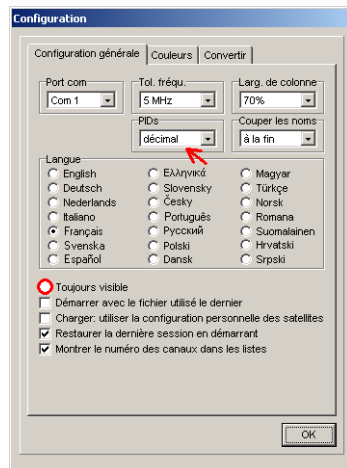 Configuration
Configuration générale Couleurs Convertir
Port com Tol. fréqu. Larg. de colonne
Com 1 5 MHz 70%
PIDs Couper les noms
décimal à la fin
Langue
English Ελληνικά Magyar
Deutsch Slovensky Türkçe
Nederlands Česky Norsk
Italiano Português Romana
Français Русский Suomalainen
Svenska Polski Hrvatski
Español Dansk Srpski
Toujours visible
Démarrer avec le fichier utilisé le dernier
Charger: utiliser la configuration personnelle des satellites
Restaurer la dernière session en démarrant
Montrer le numéro des canaux dans les listes
OK